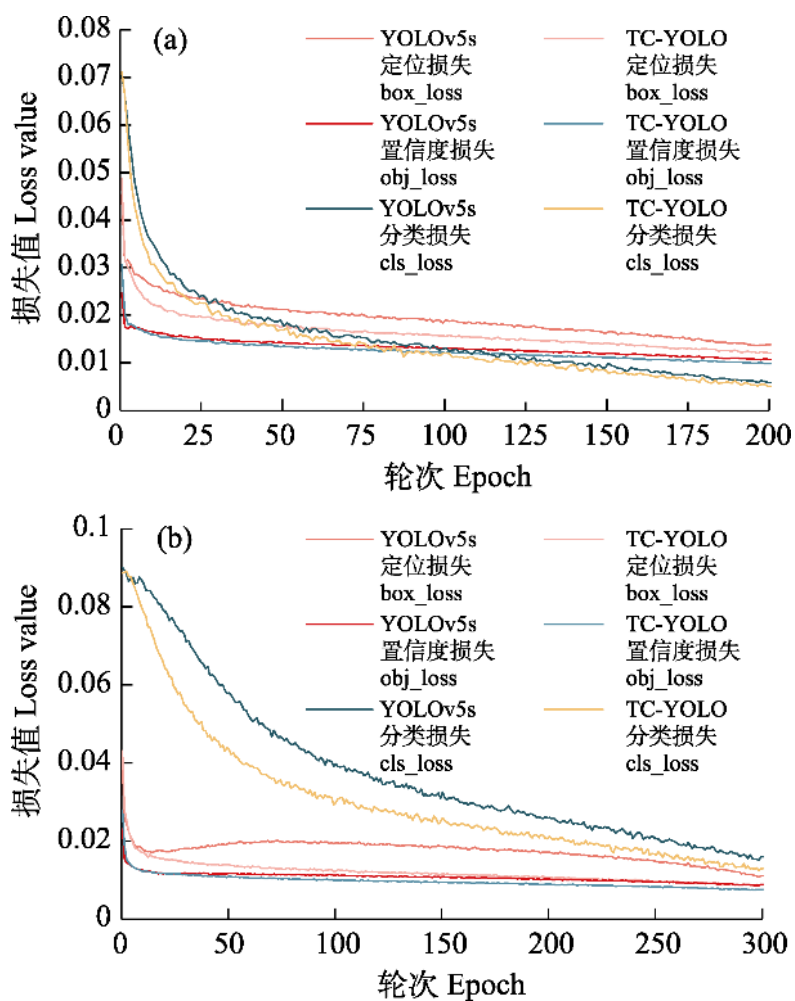 (a)
YOLOv5s
定位损失
box_loss
TC-YOLO
定位损失
box_loss
YOLOv5s
置信度损失
obj_loss
TC-YOLO
置信度损失
obj_loss
YOLOv5s
分类损失
cls_loss
TC-YOLO
分类损失
cls_loss
损失值 Loss value
0.08
0.07
0.06
0.05
0.04
0.03
0.02
0.01
0
0 25 50 75 100 125 150 175 200
轮次 Epoch
(b)
YOLOv5s
定位损失
box_loss
TC-YOLO
定位损失
box_loss
YOLOv5s
置信度损失
obj_loss
TC-YOLO
置信度损失
obj_loss
YOLOv5s
分类损失
cls_loss
TC-YOLO
分类损失
cls_loss
损失值 Loss value
0.1
0.08
0.06
0.04
0.02
0
0 50 100 150 200 250 300
轮次 Epoch